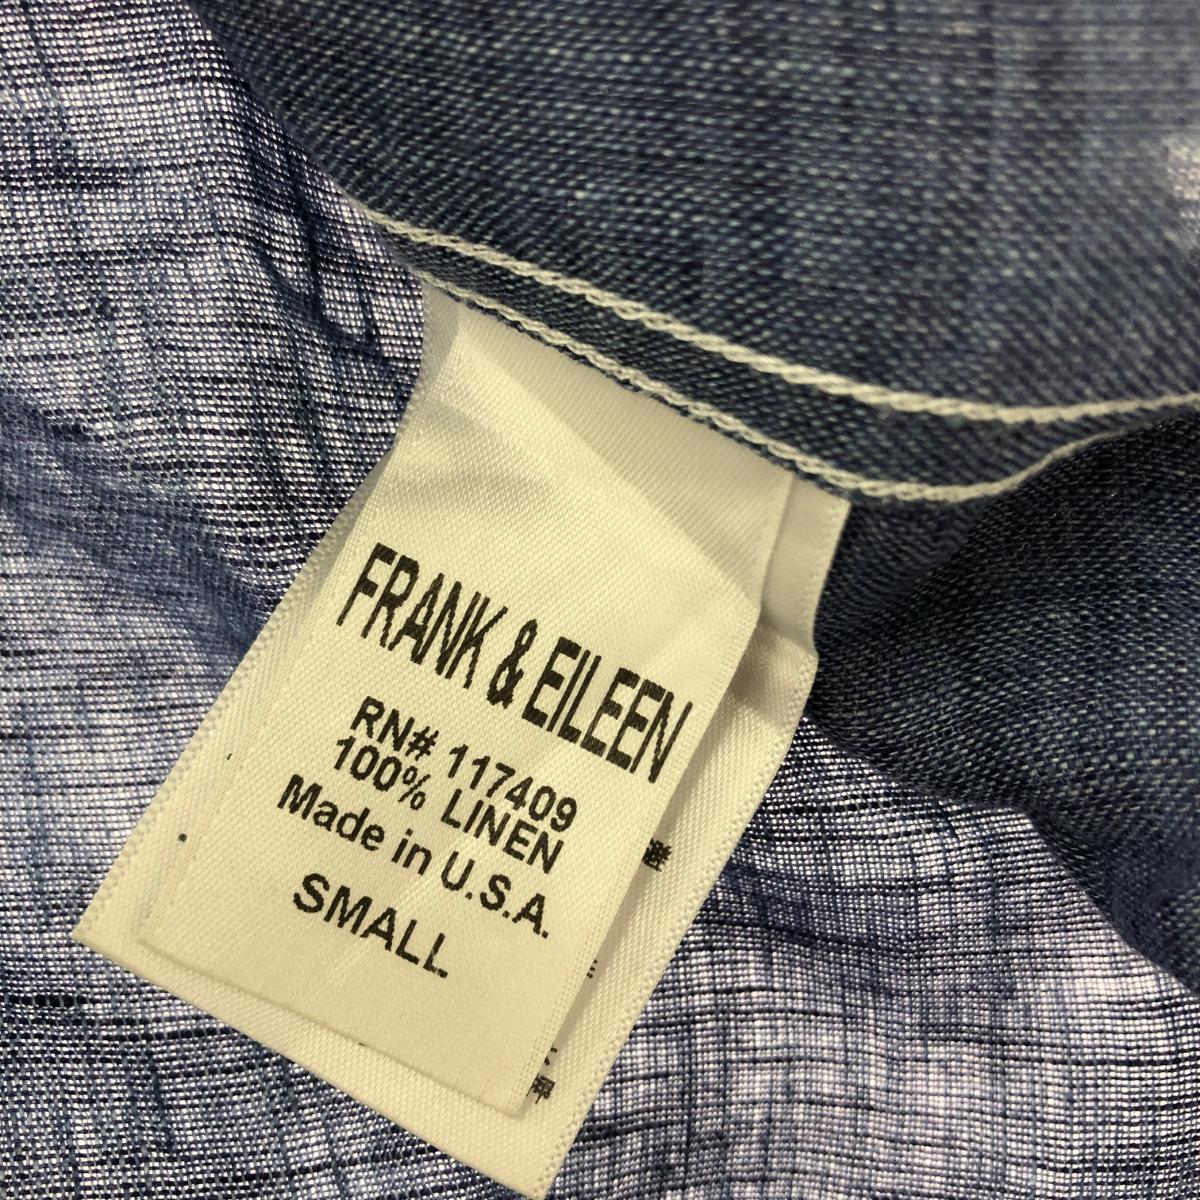 FRANK & EILEEN
RN# 117409
100% LINEN
Made in U.S.A.
SMALL